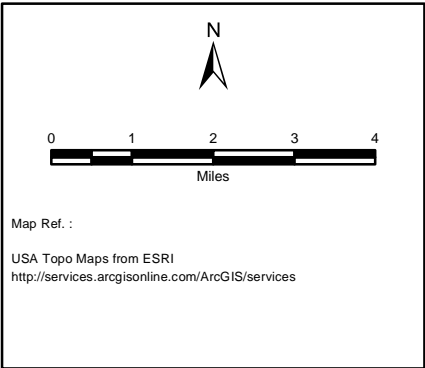 N
0 1 2 3 4
Miles
Map Ref. :
USA Topo Maps from ESRI
http://services.arcgisonline.com/ArcGIS/services